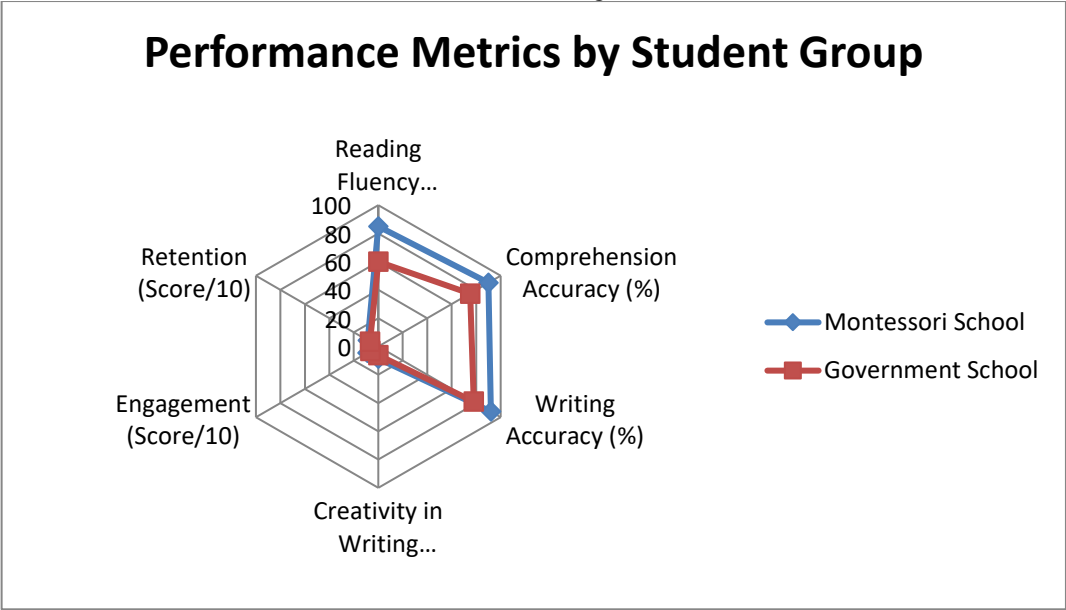 Performance Metrics by Student Group
Reading
Fluency...
100
80
60
40
20
0
Comprehension
Accuracy (%)
Writing
Accuracy (%)
Creativity in
Writing...
Engagement
(Score/10)
Retention
(Score/10)
Montessori School
Government School